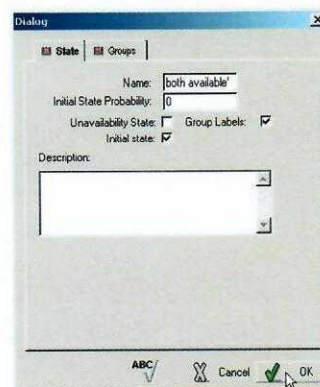 Dialog
State Groups
Name: both available'
Initial State Probability: 0
Unavailability State: Group Labels:
Initial state:
Description:
ABC Cancel OK